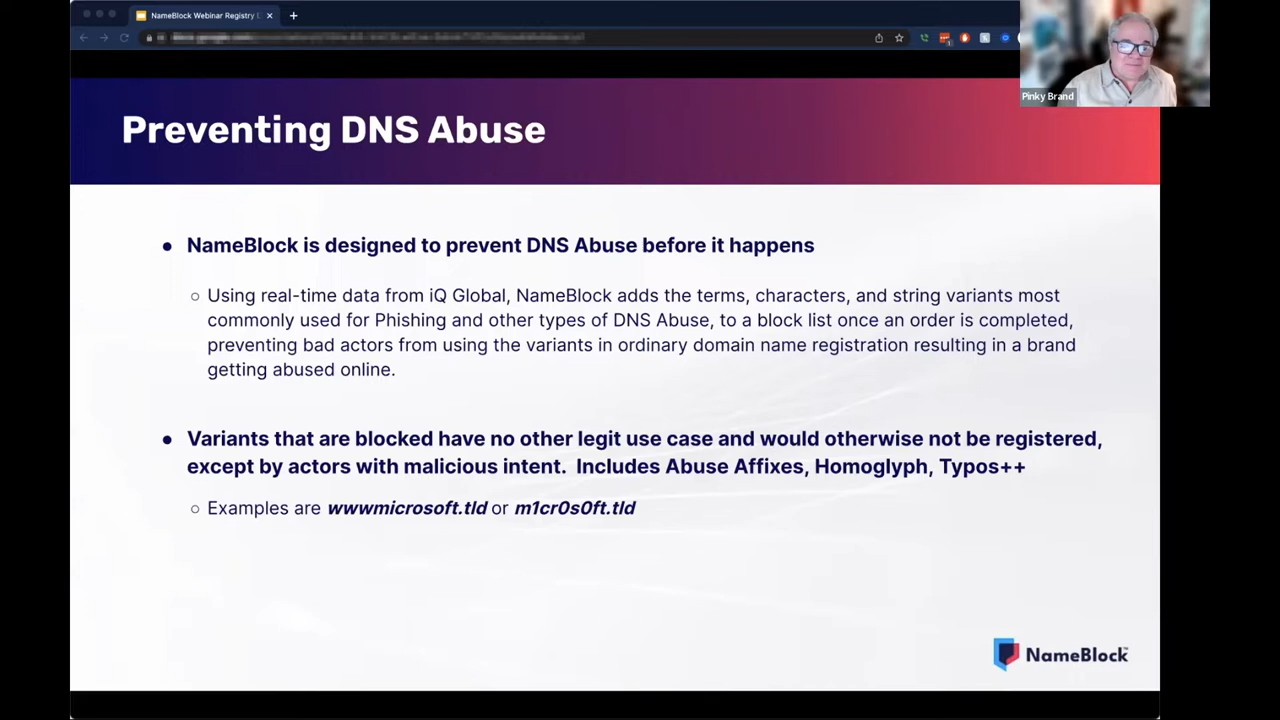 NameBlock Webinar Registry
Pinky Brand
Preventing DNS Abuse
● NameBlock is designed to prevent DNS Abuse before it happens
○ Using real-time data from iQ Global, NameBlock adds the terms, characters, and string variants most
commonly used for Phishing and other types of DNS Abuse, to a block list once an order is completed,
preventing bad actors from using the variants in ordinary domain name registration resulting in a brand
getting abused online.
● Variants that are blocked have no other legit use case and would otherwise not be registered,
except by actors with malicious intent. Includes Abuse Affixes, Homoglyph, Typos++
○ Examples are wwwmicrosoft.tld or m1cr0s0ft.tld
NameBlock